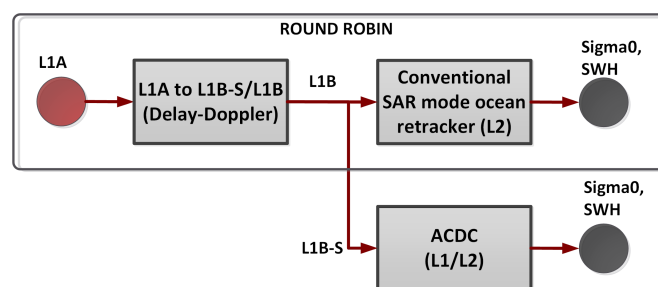 ROUND ROBIN
L1A
L1A to L1B-S/L1B
(Delay-Doppler)
L1B
Conventional
SAR mode ocean
retracker (L2)
Sigma0,
SWH
L1B-S
ACDC
(L1/L2)
Sigma0,
SWH